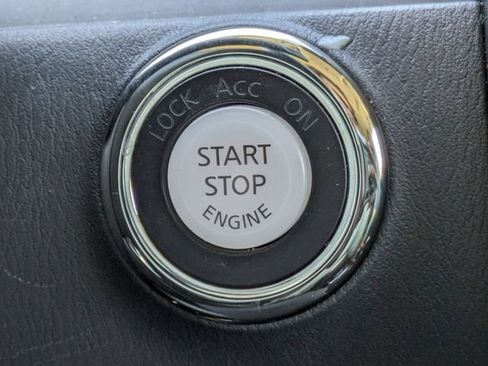 LOCK ACC ON
START
STOP
ENGINE